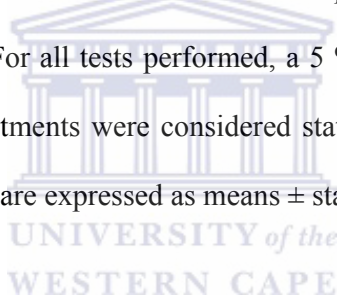 For all tests performed, a 5 %
tments were considered stat
are expressed as means ± sta
UNIVERSITY of the
WESTERN CAPE